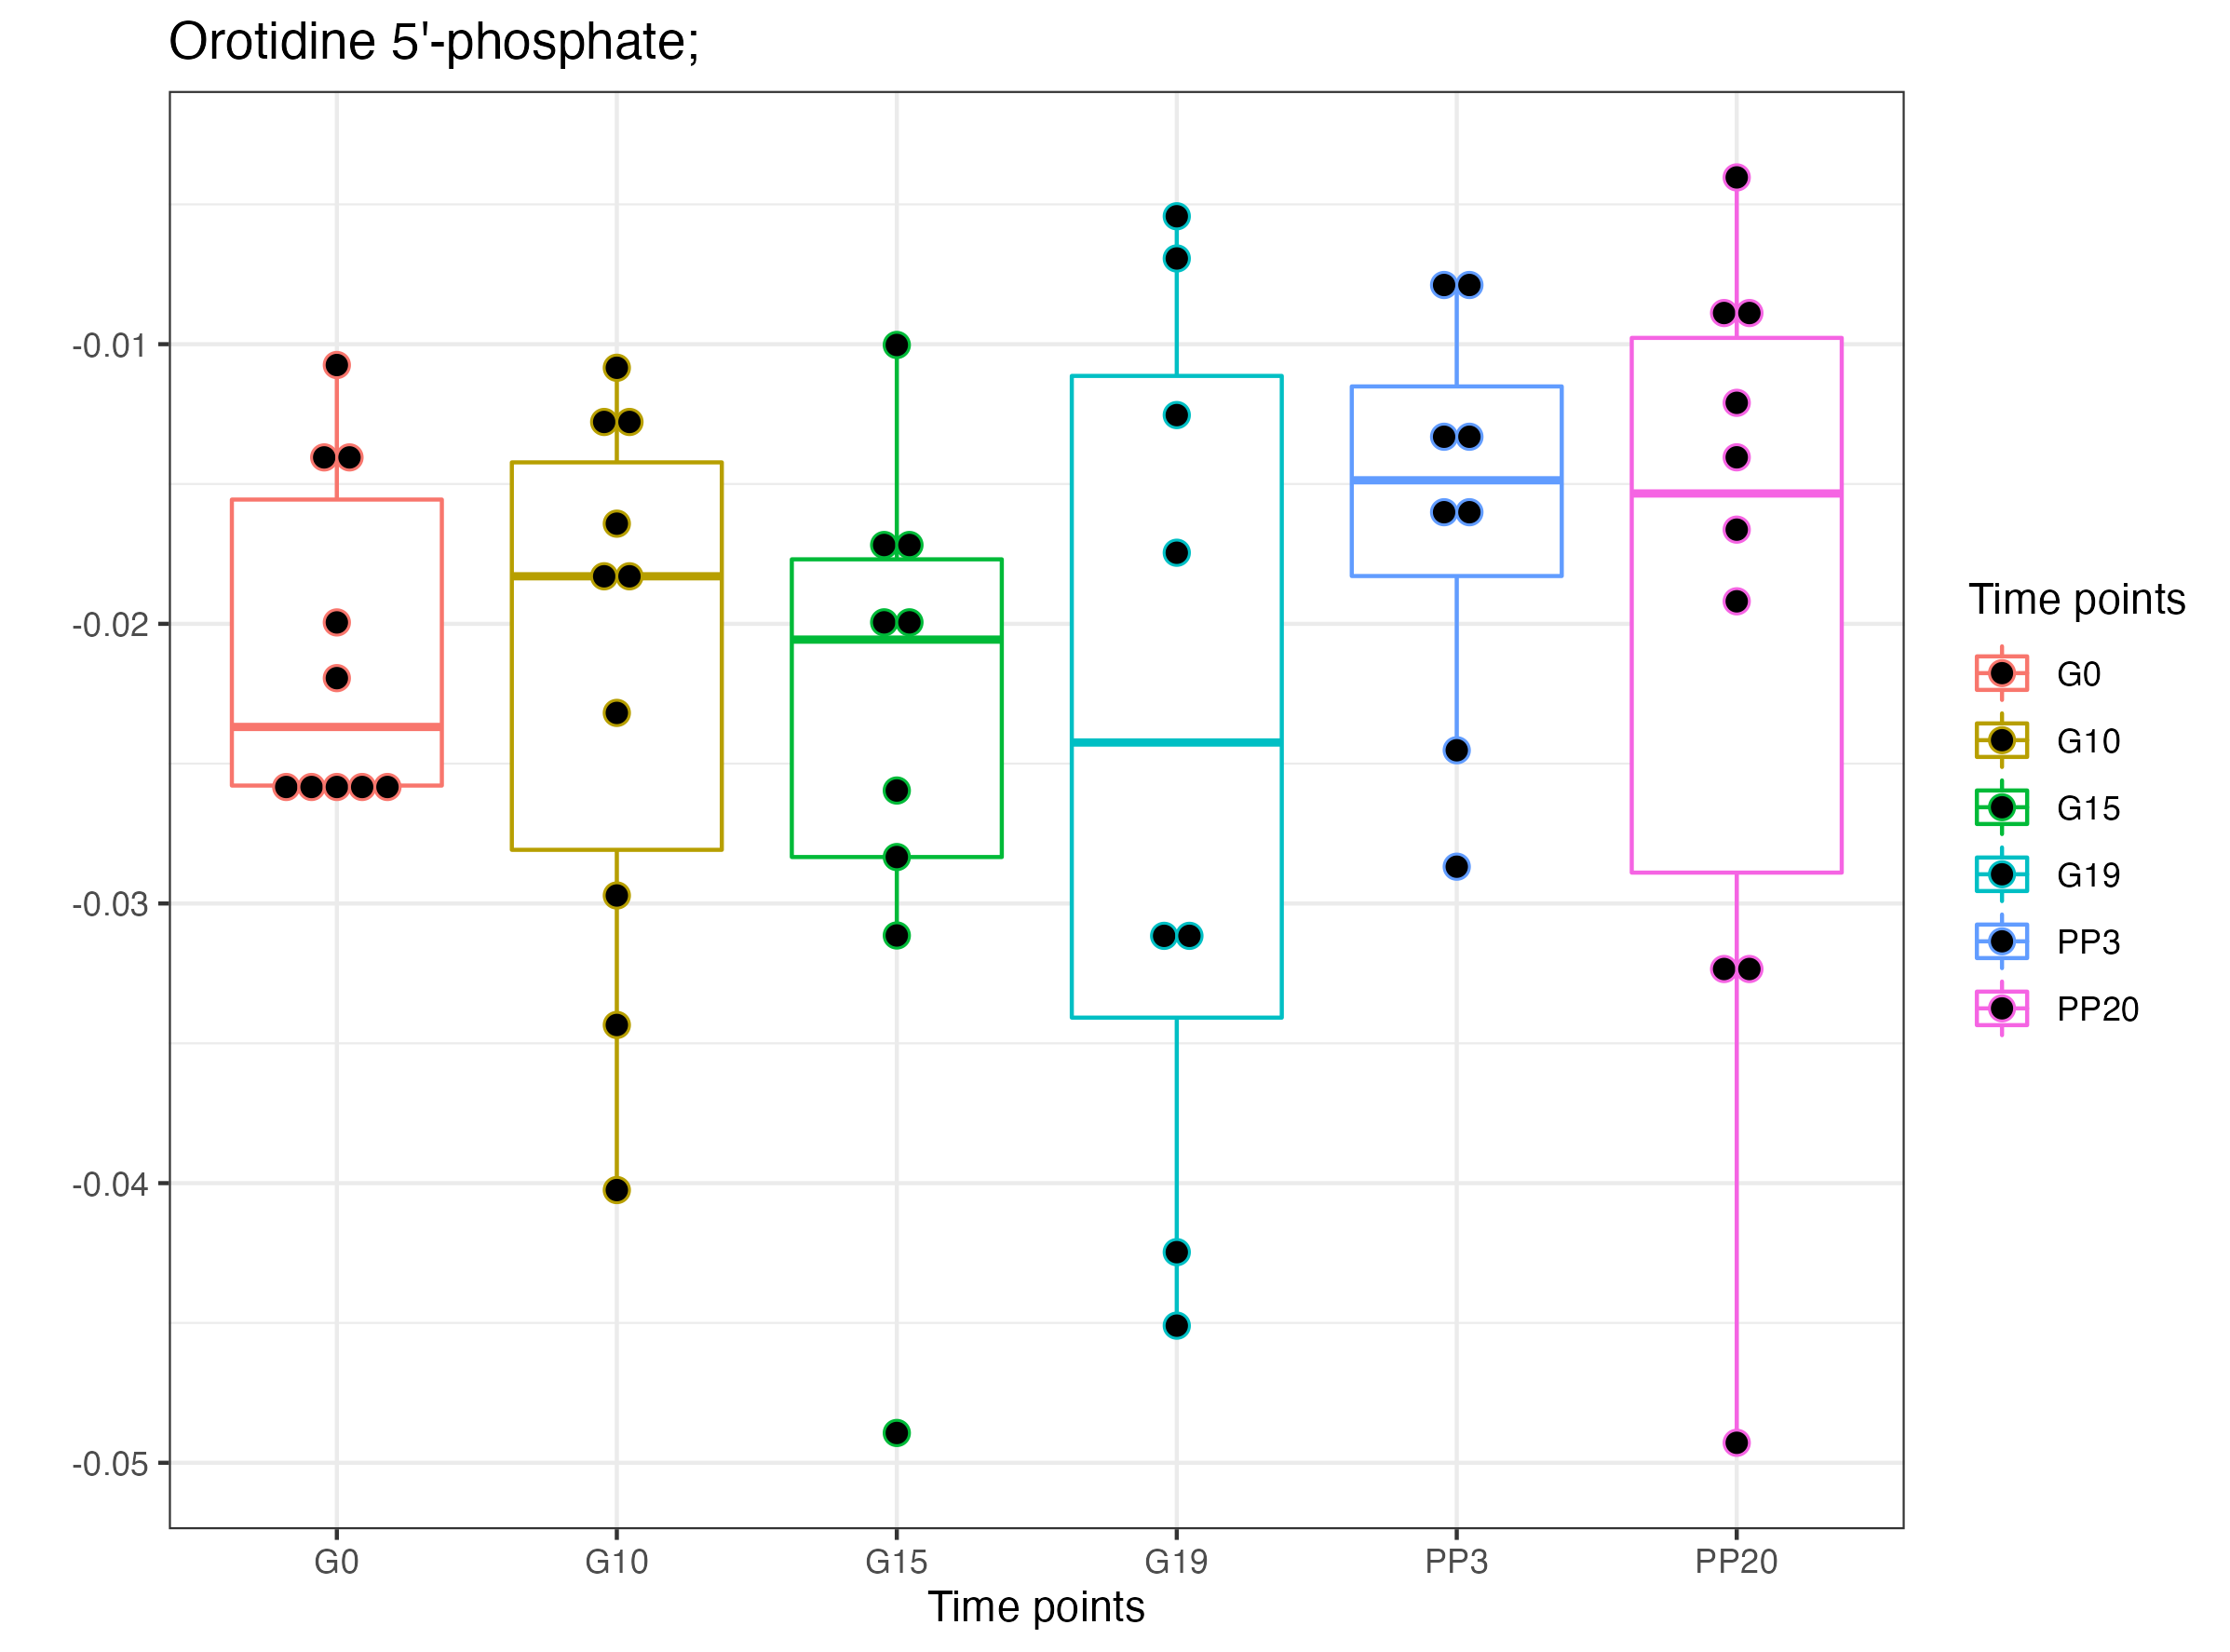 Orotidine 5'-phosphate;
-0.01
-0.02
-0.03
-0.04
-0.05
G0 G10 G15 G19 PP3 PP20
Time points
Time points
G0
G10
G15
G19
PP3
PP20